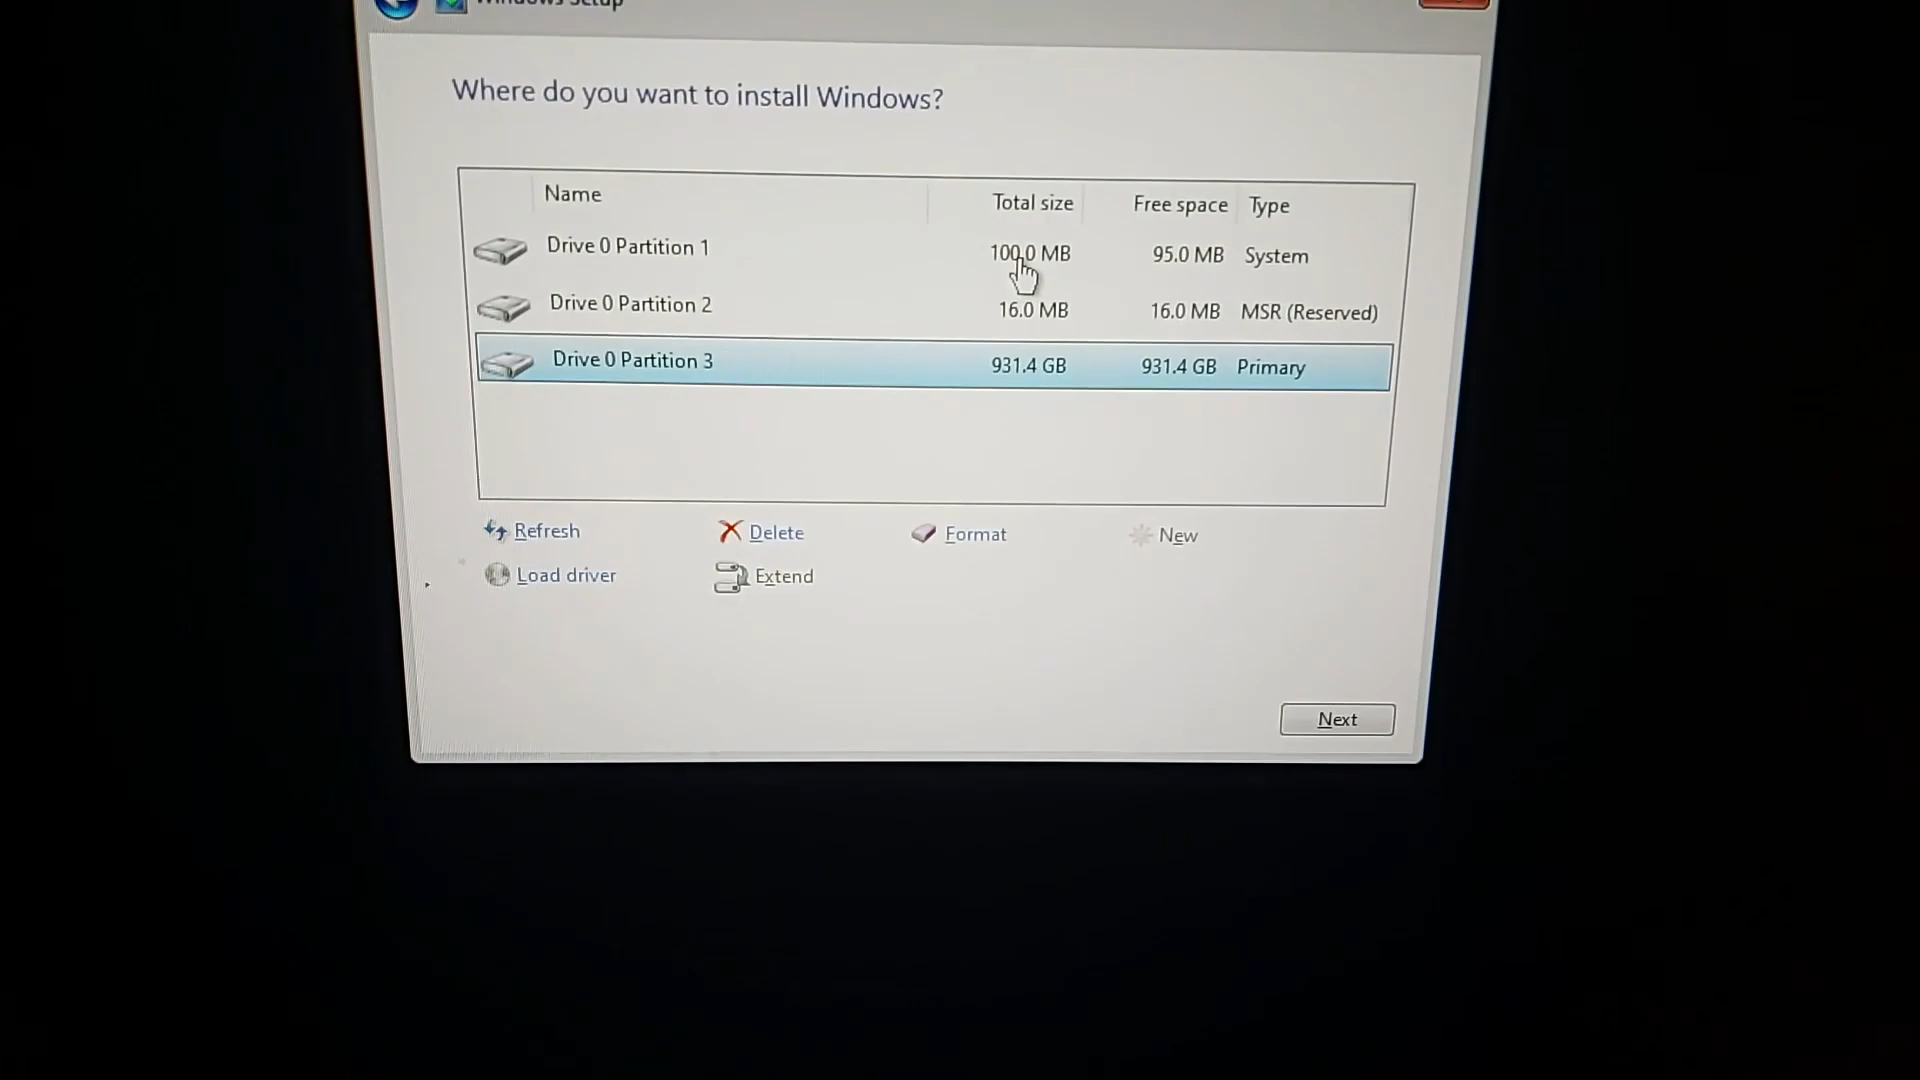 Windows Setup
Where do you want to install Windows?
Name Total size Free space Type
Drive 0 Partition 1 100.0 MB 95.0 MB System
Drive 0 Partition 2 16.0 MB 16.0 MB MSR (Reserved)
Drive 0 Partition 3 931.4 GB 931.4 GB Primary
Refresh Delete Format New
Load driver Extend
Next